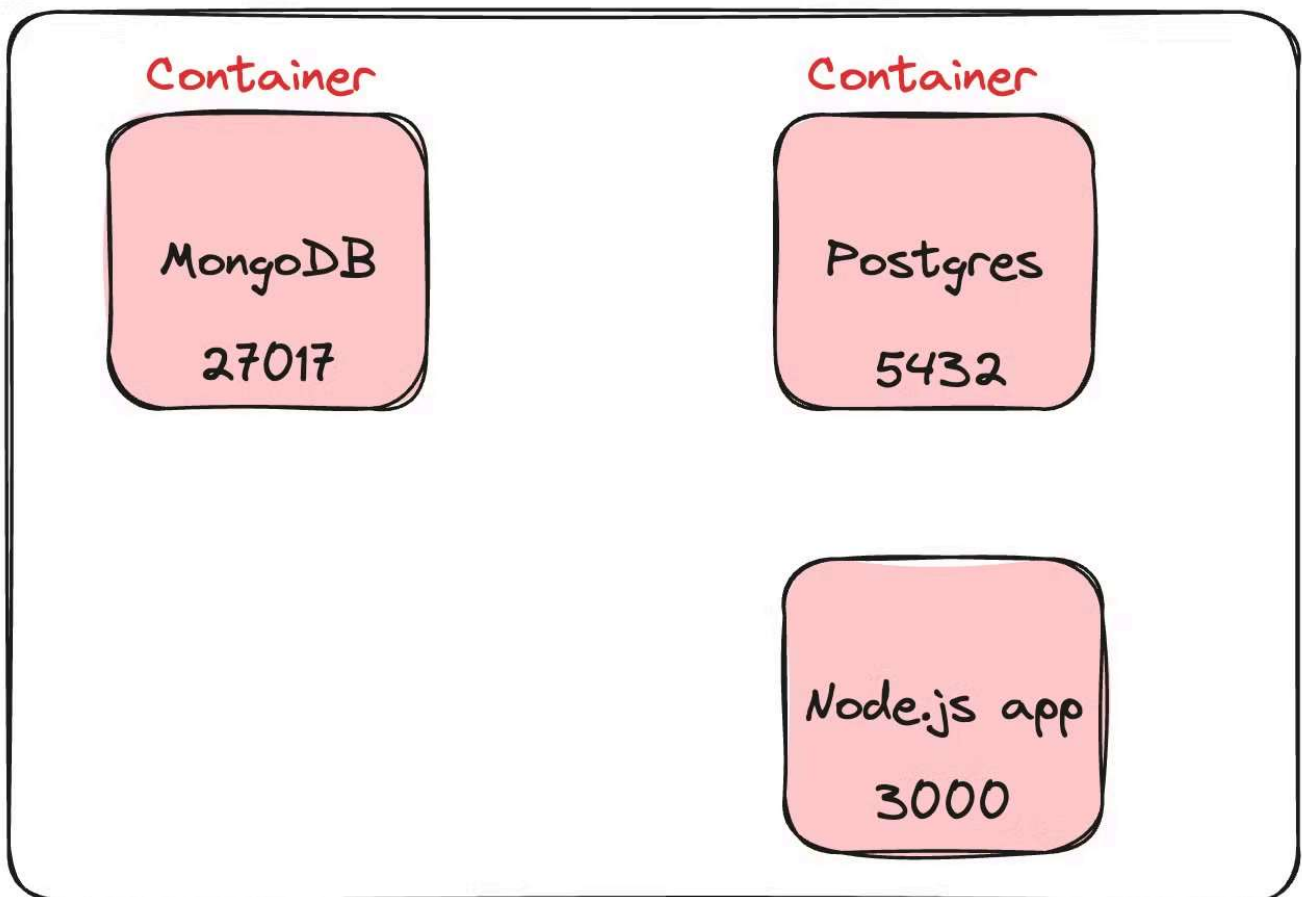 Container
MongoDB
27017
Container
Postgres
5432
Node.js app
3000